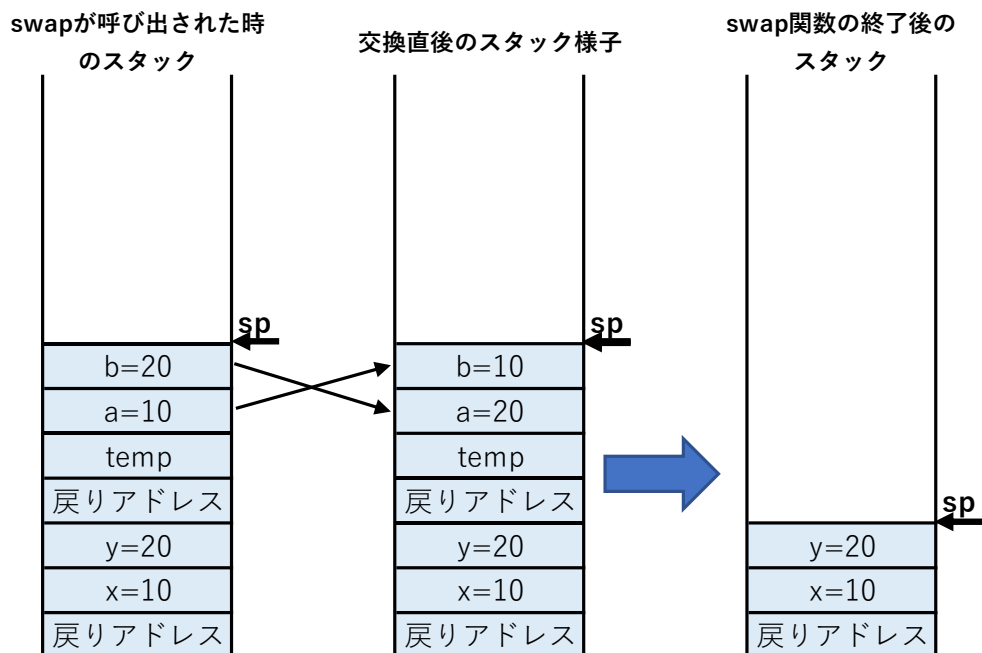 swapが呼び出された時
のスタック
sp
b=20
a=10
temp
戻りアドレス
y=20
x=10
戻りアドレス
交換直後のスタック様子
sp
b=10
a=20
temp
戻りアドレス
y=20
x=10
戻りアドレス
swap関数の終了後の
スタック
sp
y=20
x=10
戻りアドレス